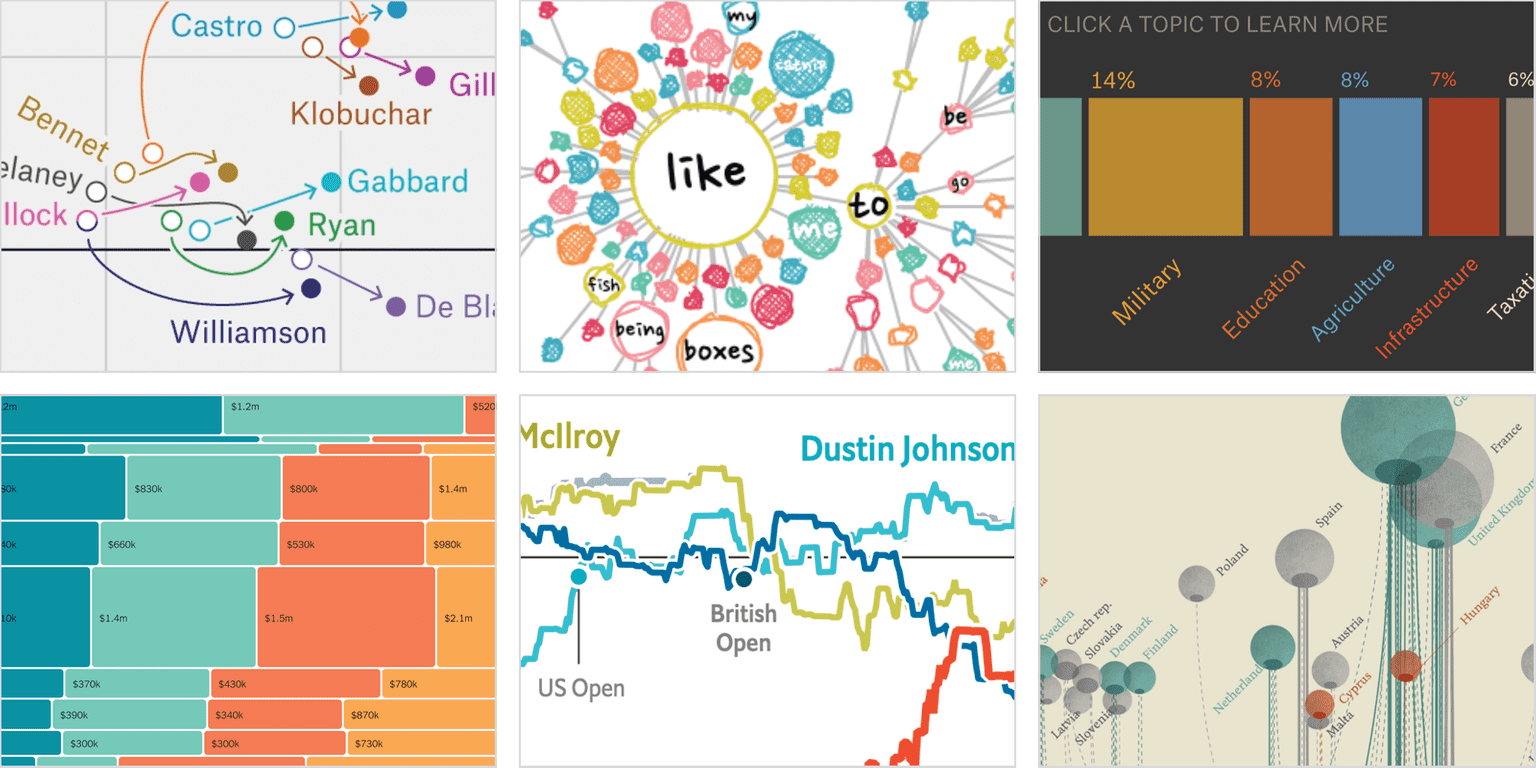 Castro
Gill
Klobuchar
Bennet
elaney
llock
Gabbard
Ryan
De Bla
Williamson
my
catnip
like
be
go
to
me
fish
being
boxes
me
CLICK A TOPIC TO LEARN MORE
14%
8%
8%
7%
6%
Military
Education
Agriculture
Infrastructure
Taxati
.2m
$1.2m
$520
$830k
$800k
$1.4m
40k
$660k
$530k
$980k
10k
$1.4m
$1.5m
$2.1m
$370k
$430k
$780k
$390k
$340k
$870k
$300k
$300k
$730k
McIlroy
Dustin Johnson
British
Open
US Open
Ge
France
United Kingdom
Spain
Poland
Hungary
Austria
Sweden
Czech rep.
Slovakia
Denmark
Finland
Netherland
Cyprus
Malta
Latvia
Slovenia